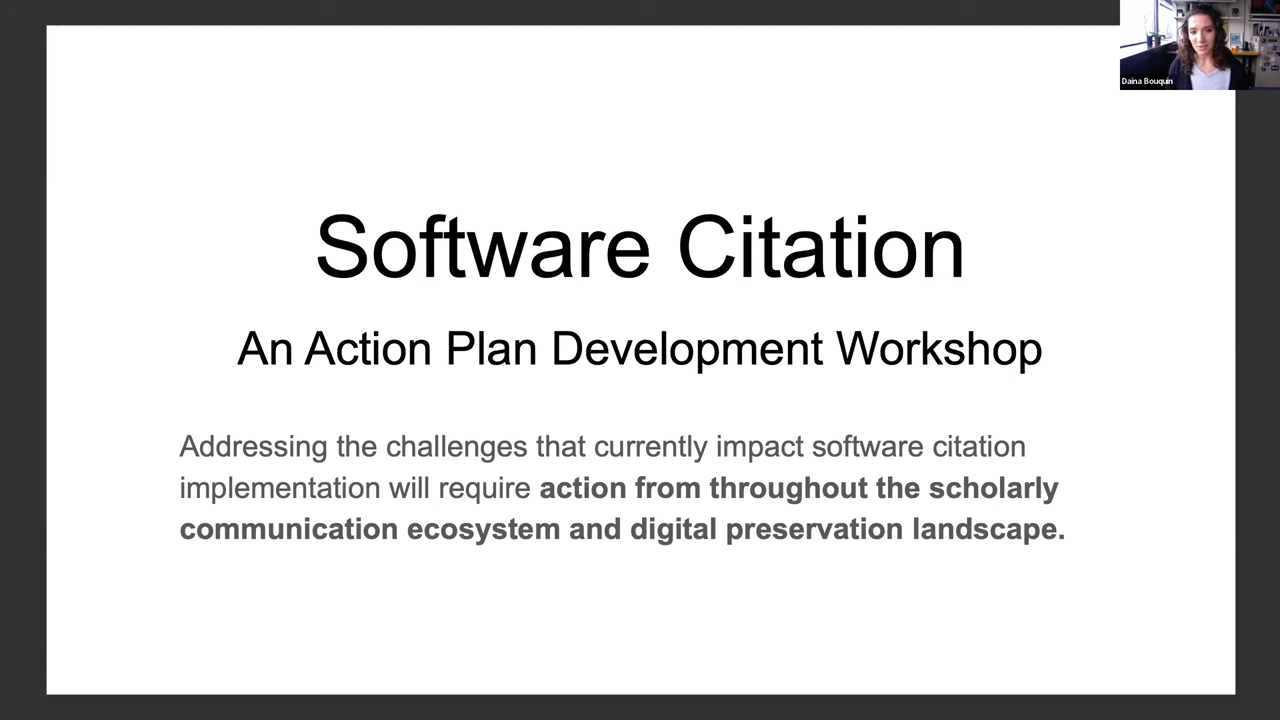 Daina Bouquin
Software Citation
An Action Plan Development Workshop
Addressing the challenges that currently impact software citation
implementation will require action from throughout the scholarly
communication ecosystem and digital preservation landscape.